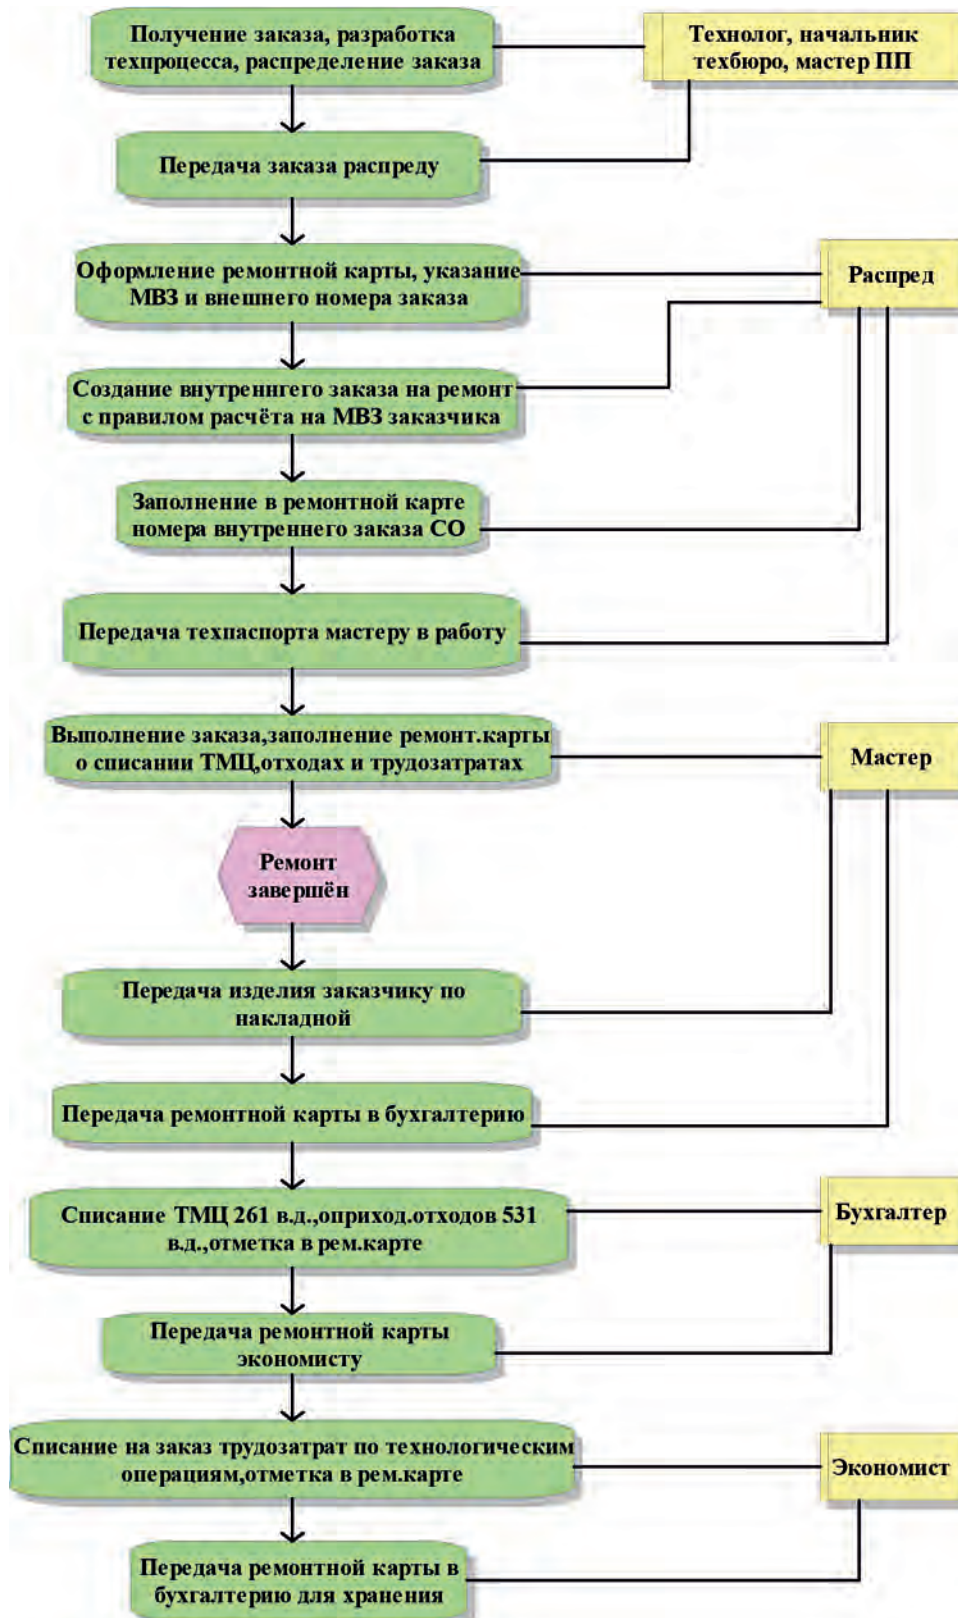 Получение заказа, разработка
техпроцесса, распределение заказа
Технолог, начальник
техбюро, мастер ПП
Передача заказа распреду
Оформление ремонтной карты, указание
МВЗ и внешнего номера заказа
Распред
Создание внутреннгего заказа на ремонт
с правилом расчёта на МВЗ заказчика
Заполнение в ремонтной карте
номера внутреннего заказа СО
Передача техпаспорта мастеру в работу
Выполнение заказа,заполнение ремонт.карты
о списании ТМЦ,отходах и трудозатратах
Мастер
Ремонт
завершён
Передача изделия заказчику по
накладной
Передача ремонтной карты в бухгалтерию
Списание ТМЦ 261 в.д.,оприход.отходов 531
в.д.,отметка в рем.карте
Бухгалтер
Передача ремонтной карты
экономисту
Списание на заказ трудозатрат по технологическим
операциям,отметка в рем.карте
Экономист
Передача ремонтной карты в
бухгалтерию для хранения